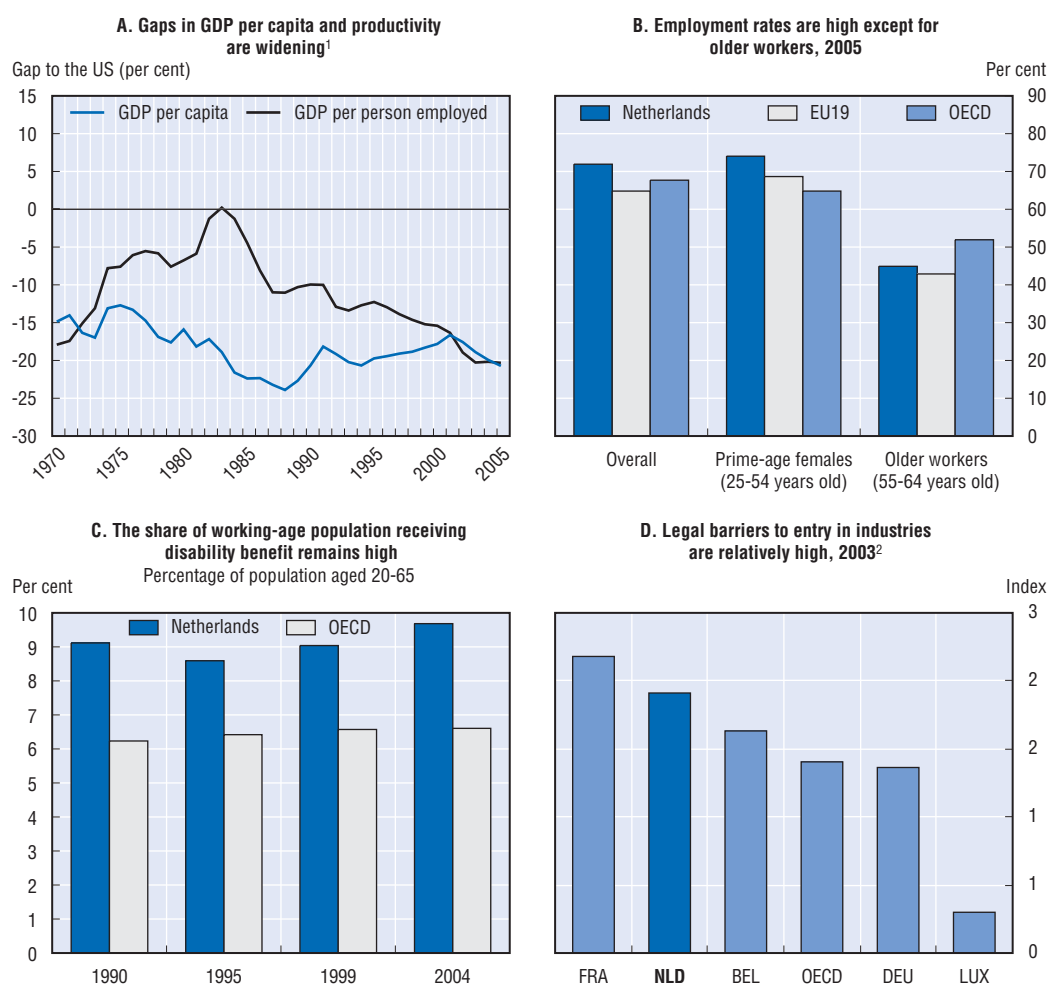 A. Gaps in GDP per capita and productivity
are widening1
Gap to the US (per cent)
GDP per capita
GDP per person employed
15
10
5
0
-5
-10
-15
-20
-25
-30
1970
1975
1980
1985
1990
1995
2000
2005
B. Employment rates are high except for
older workers, 2005
Per cent
Netherlands
EU19
OECD
90
80
70
60
50
40
30
20
10
0
Overall
Prime-age females
(25-54 years old)
Older workers
(55-64 years old)
C. The share of working-age population receiving
disability benefit remains high
Percentage of population aged 20-65
Per cent
Netherlands
OECD
10
9
8
7
6
5
4
3
2
1
0
1990
1995
1999
2004
D. Legal barriers to entry in industries
are relatively high, 20032
Index
3
2
2
1
1
0
FRA
NLD
BEL
OECD
DEU
LUX